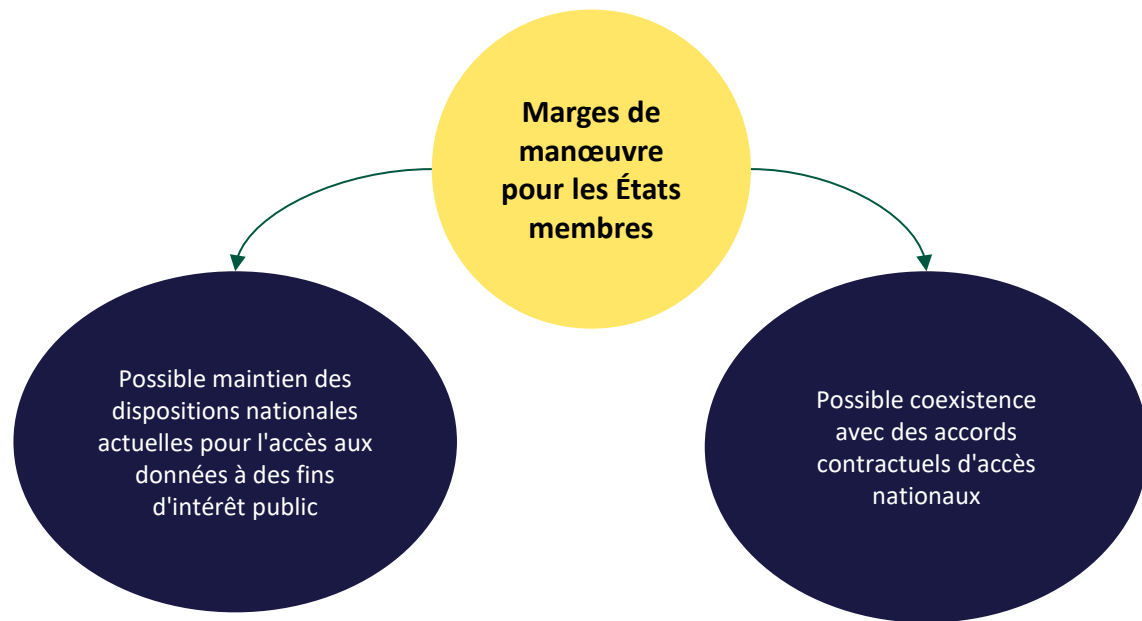 Marges de
manœuvre
pour les États
membres
Possible maintien des
dispositions nationales
actuelles pour l'accès aux
données à des fins
d'intérêt public
Possible coexistence
avec des accords
contractuels d'accès
nationaux